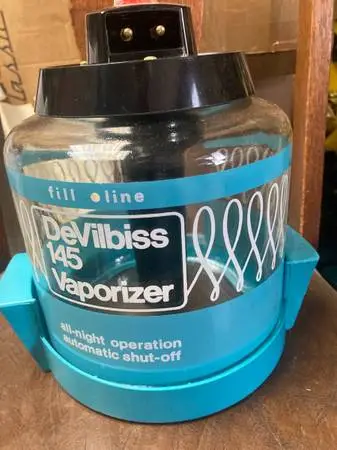 fill line
DeVilbiss
145
Vaporizer
all-night operation
automatic shut-off